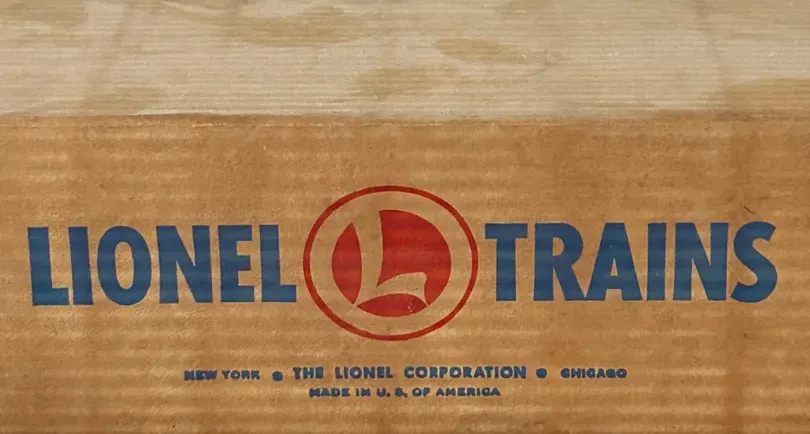 LIONEL L TRAINS
NEW YORK • THE LIONEL CORPORATION • CHICAGO
MADE IN U. S. OF AMERICA